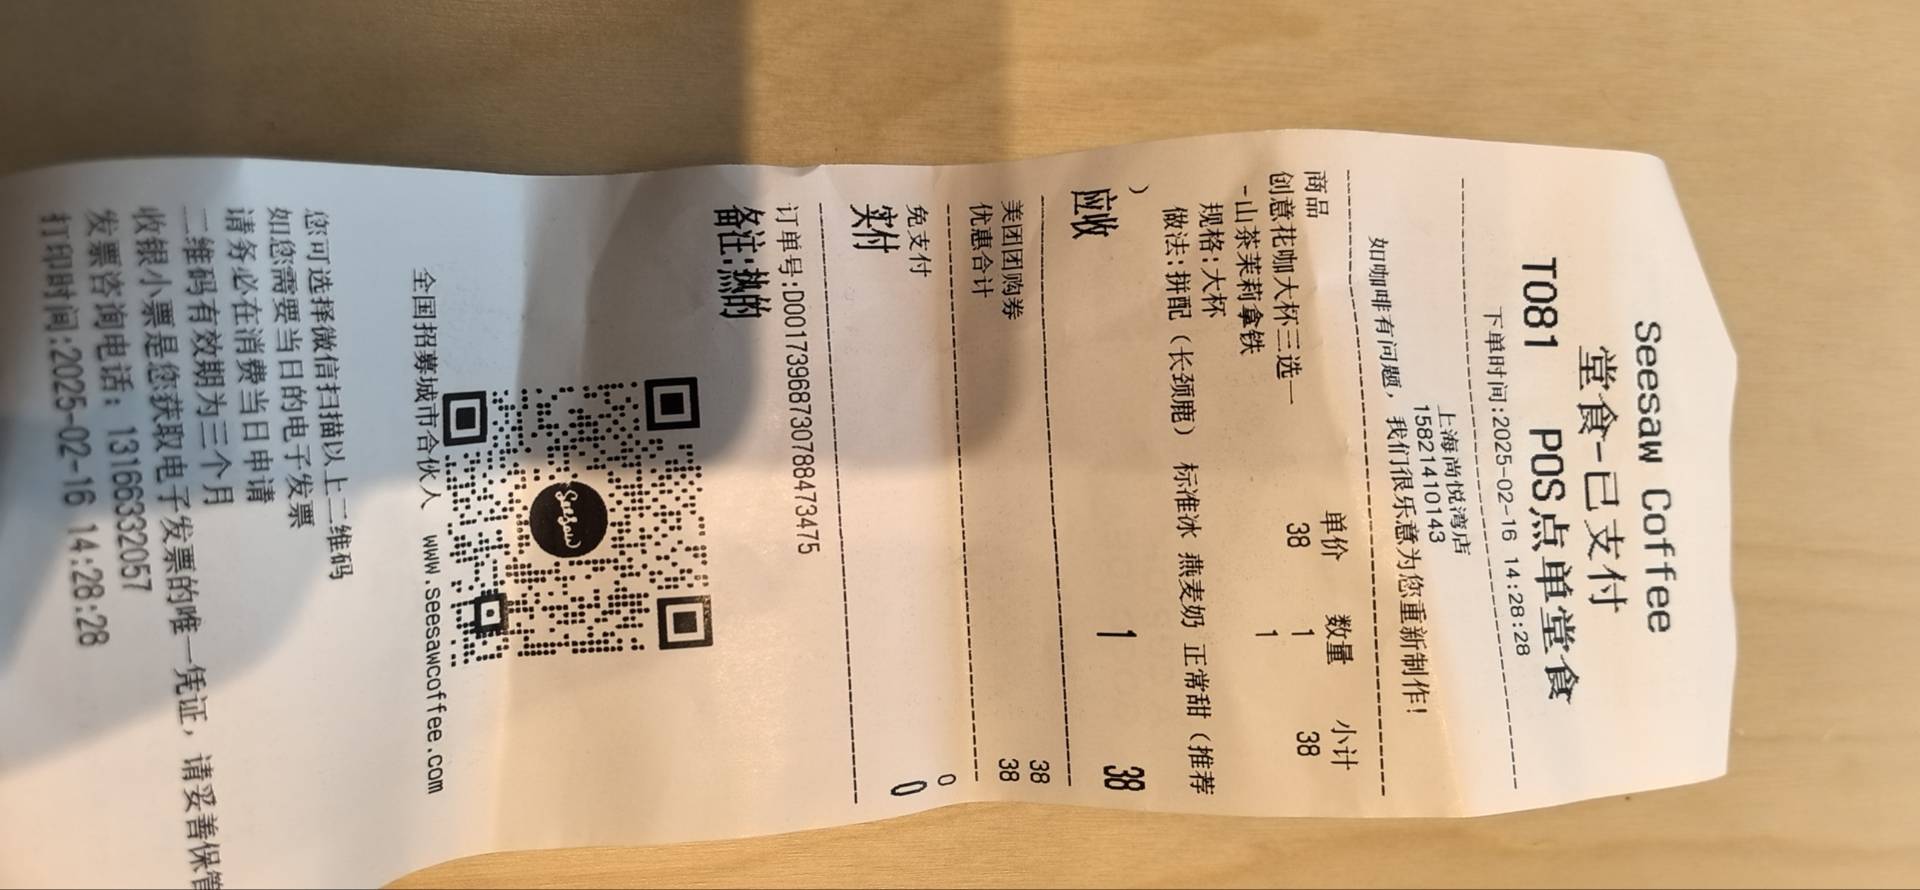 Seesaw Coffee
堂食-已支付
T081 POS点单堂食
下单时间:2025-02-16 14:28:28
上海尚悦湾店
15821410143
如咖啡有问题，我们很乐意为您重新制作!
商品 单价 数量 小计
创意花咖大杯三选一 38 1 38
-山茶茉莉拿铁 1
规格:大杯
做法:拼配（长颈鹿） 标准冰 燕麦奶 正常甜（推荐
）
应收 1 38
美团团购券 38
优惠合计 38
免支付 0
实付 0
订单号:D001739687307884473475
备注:热的
Seesaw
全国招募城市合伙人 www.seesawcoffee.com
您可选择微信扫描以上二维码
如您需要当日的电子发票
请务必在消费当日申请
二维码有效期为三个月
收银小票是您获取电子发票的唯一凭证，请妥善保管
发票咨询电话：13166332057
打印时间:2025-02-16 14:28:28